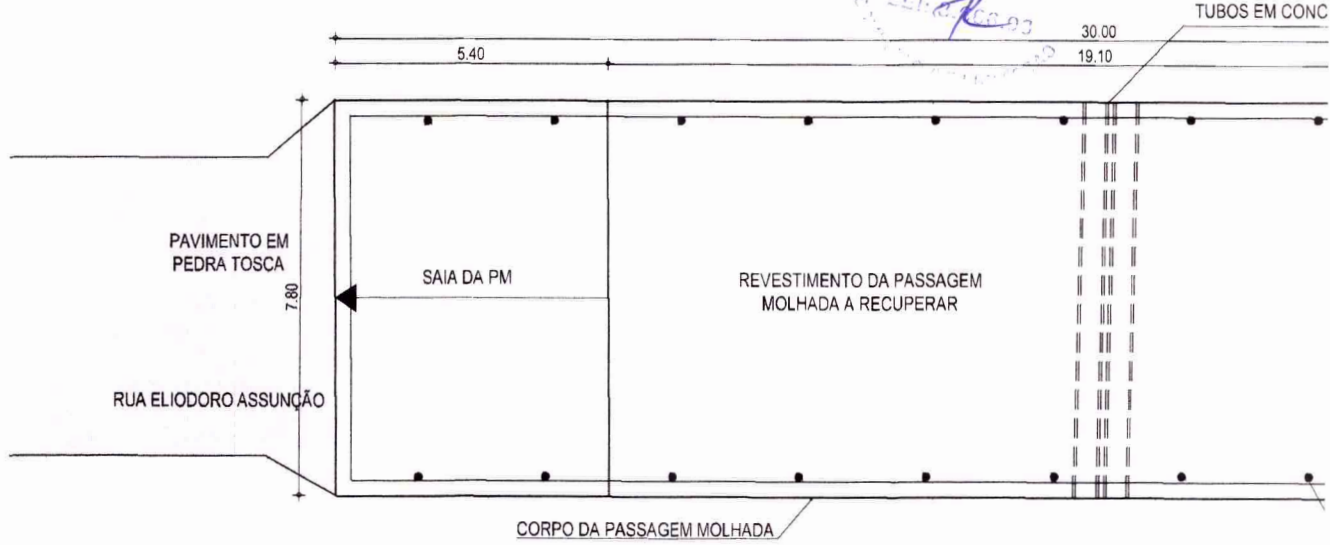 TUBOS EM CONC
30.00
5.40
19.10
PAVIMENTO EM
PEDRA TOSCA
7.80
SAIA DA PM
REVESTIMENTO DA PASSAGEM
MOLHADA A RECUPERAR
RUA ELIODORO ASSUNÇÃO
CORPO DA PASSAGEM MOLHADA